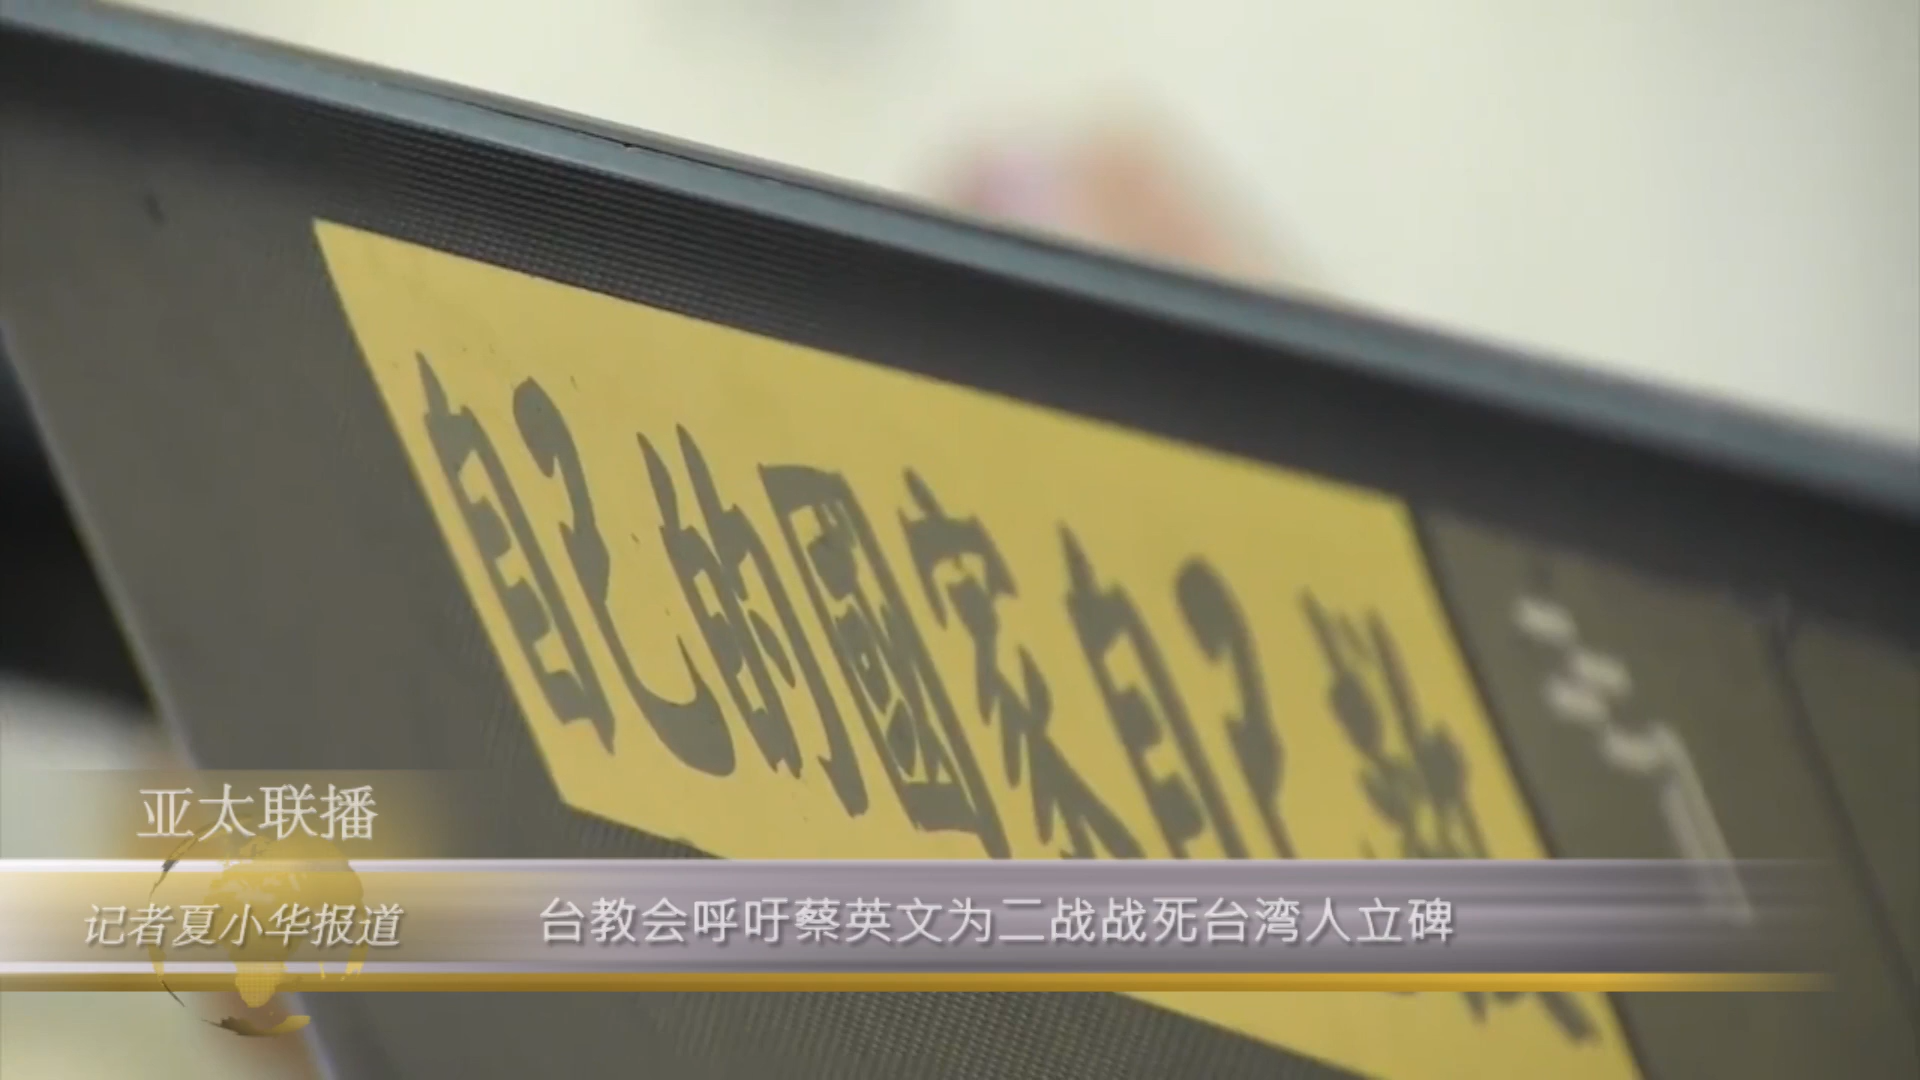 自己的國家自己救
亚太联播
记者夏小华报道
台教会呼吁蔡英文为二战战死台湾人立碑